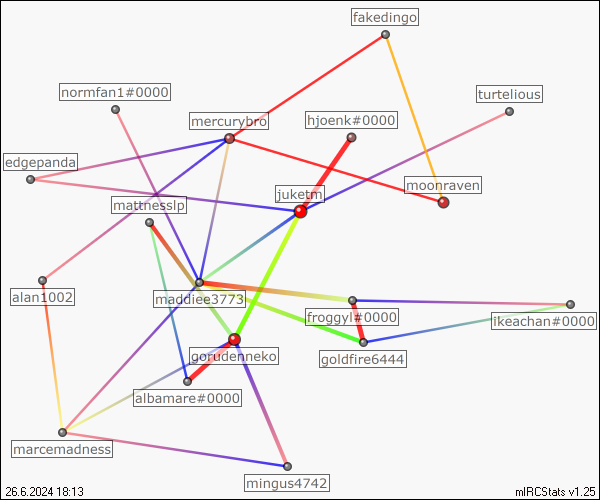 fakedingo
normfan1#0000
turtelious
mercurybro
hjoenk#0000
edgepanda
moonraven
juketm
mattnesslp
alan1002
maddiee3773
froggyl#0000
ikeachan#0000
goldfire6444
gorudenneko
albamare#0000
marcemadness
mingus4742
26.6.2024 18:13
mIRCStats v1.25